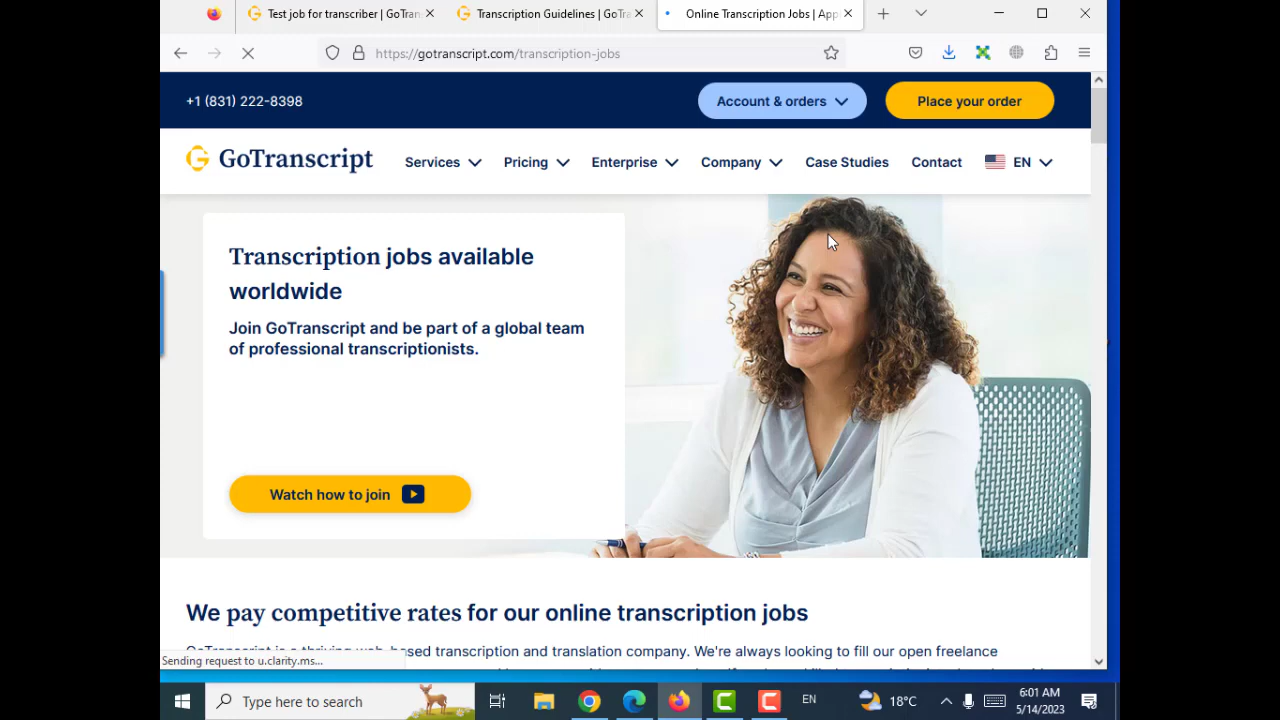 Test job for transcriber | GoTran
Transcription Guidelines | GoTra
Online Transcription Jobs | App
https://gotranscript.com/transcription-jobs
+1 (831) 222-8398
Account & orders
Place your order
GoTranscript
Services
Pricing
Enterprise
Company
Case Studies
Contact
EN
Transcription jobs available
worldwide
Join GoTranscript and be part of a global team
of professional transcriptionists.
Watch how to join
We pay competitive rates for our online transcription jobs
GoTranscript is a thriving web-based transcription and translation company. We're always looking to fill our open freelance
Sending request to u.clarity.ms...
Type here to search
EN
18°C
6:01 AM
5/14/2023